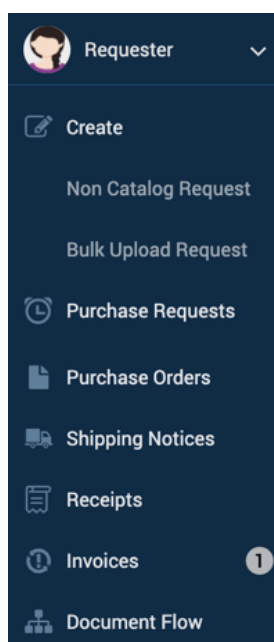 Requester
Create
Non Catalog Request
Bulk Upload Request
Purchase Requests
Purchase Orders
Shipping Notices
Receipts
Invoices 1
Document Flow